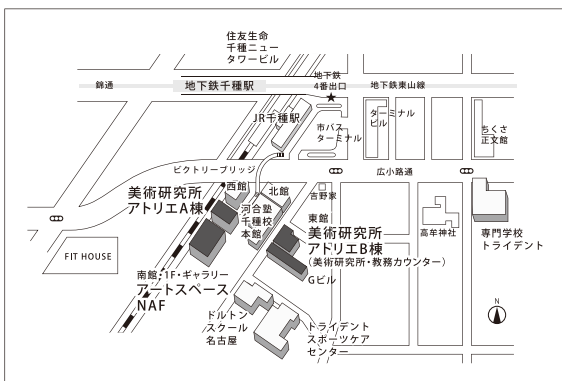 住友生命
千種ニュー
タワービル
錦通
地下鉄千種駅
地下鉄
4番出口
地下鉄東山線
JR千種駅
市バス
ターミナル
ターミナル
ビル
ちくさ
正文館
ビクトリーブリッジ
広小路通
西館
北館
吉野家
美術研究所
アトリエA棟
河合塾
千種校
本館
東館
美術研究所
アトリエB棟
(美術研究所・教務カウンター)
高牟神社
専門学校
トライデント
FIT HOUSE
南館・1F・ギャラリー
アートスペース
NAF
Gビル
ドルトン
スクール
名古屋
トライデント
スポーツケア
センター
N